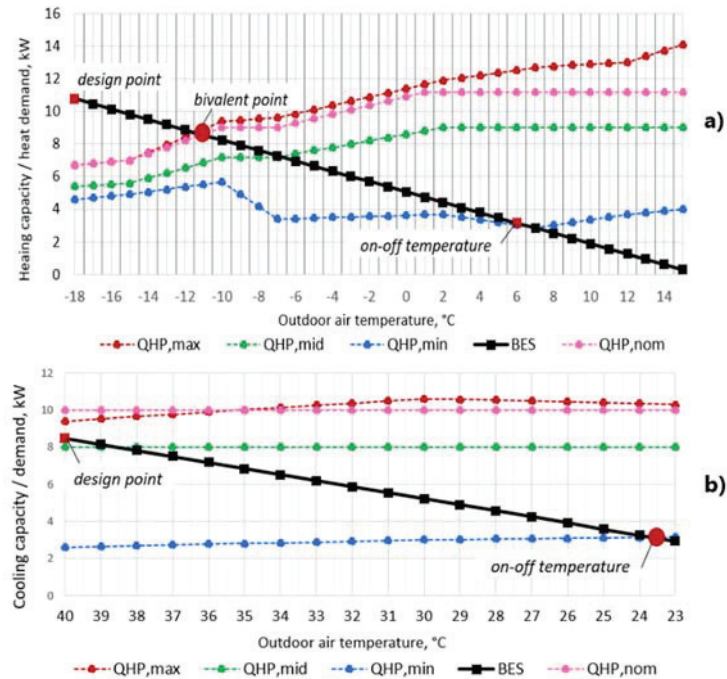 16
14
12
10
8
6
4
2
0
Heaing capacity / heat demand, kW
design point
bivalent point
on-off temperature
a)
-18 -16 -14 -12 -10 -8 -6 -4 -2 0 2 4 6 8 10 12 14
Outdoor air temperature, °C
QHP,max QHP,mid QHP,min BES QHP,nom
12
10
8
6
4
2
0
Cooling capacity / demand, kW
design point
on-off temperature
b)
40 39 38 37 36 35 34 33 32 31 30 29 28 27 26 25 24 23
Outdoor air temperature, °C
QHP,max QHP,mid QHP,min BES QHP,nom